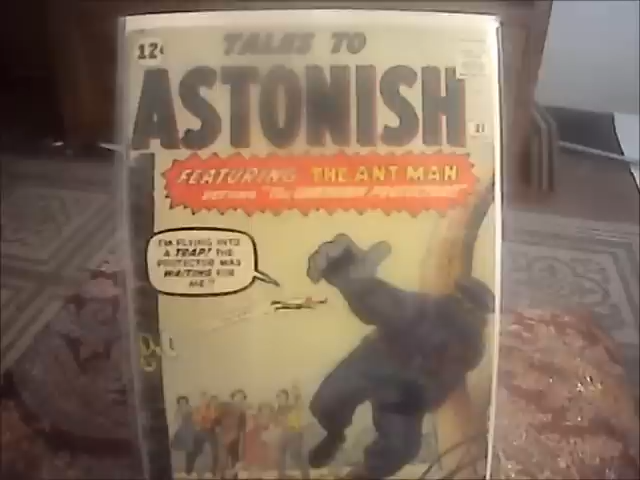 12¢
TALES TO
ASTONISH
FEATURING THE ANT MAN
I'M FLYING INTO
A TRAP! THE
PROTECTOR WAS
WAITING FOR
ME!!